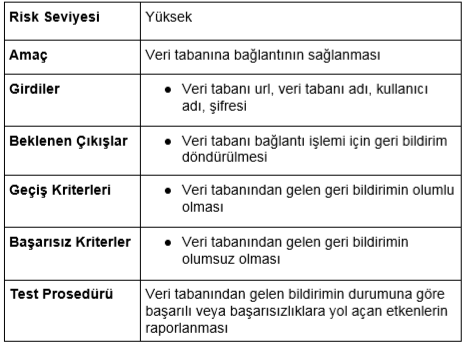 Risk Seviyesi Yüksek
Amaç Veri tabanına bağlantının sağlanması
Girdiler ● Veri tabanı url, veri tabanı adı, kullanıcı
adı, şifresi
Beklenen Çıkışlar ● Veri tabanı bağlantı işlemi için geri bildirim
döndürülmesi
Geçiş Kriterleri ● Veri tabanından gelen geri bildirimin olumlu
olması
Başarısız Kriterler ● Veri tabanından gelen geri bildirimin
olumsuz olması
Test Prosedürü Veri tabanından gelen bildirimin durumuna göre
başarılı veya başarısızlıklara yol açan etkenlerin
raporlanması